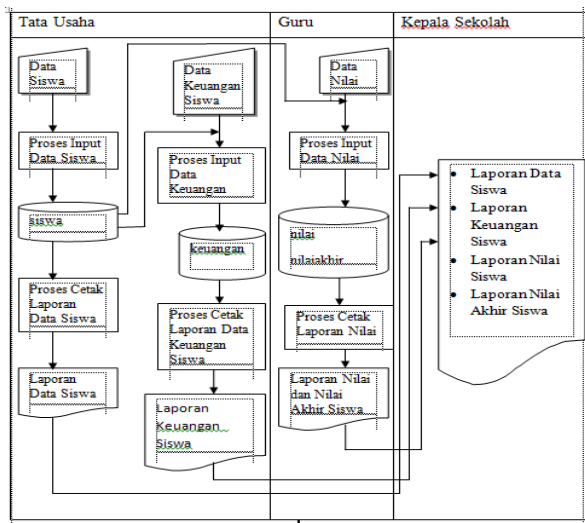 Tata Usaha
Guru
Kepala Sekolah
Data
Siswa
Data
Keuangan
Siswa
Data
Nilai
Proses Input
Data Siswa
Proses Input
Data
Keuangan
Proses Input
Data Nilai
siswa
keuangan
nilai
nilaiakhir
Proses Cetak
Laporan
Data Siswa
Proses Cetak
Laporan Data
Keuangan
Siswa
Proses Cetak
Laporan Nilai
Laporan
Data Siswa
Laporan
Keuangan
Siswa
Laporan Nilai
dan Nilai
Akhir Siswa
• Laporan Data
Siswa
• Laporan
Keuangan
Siswa
• Laporan Nilai
Siswa
• Laporan Nilai
Akhir Siswa